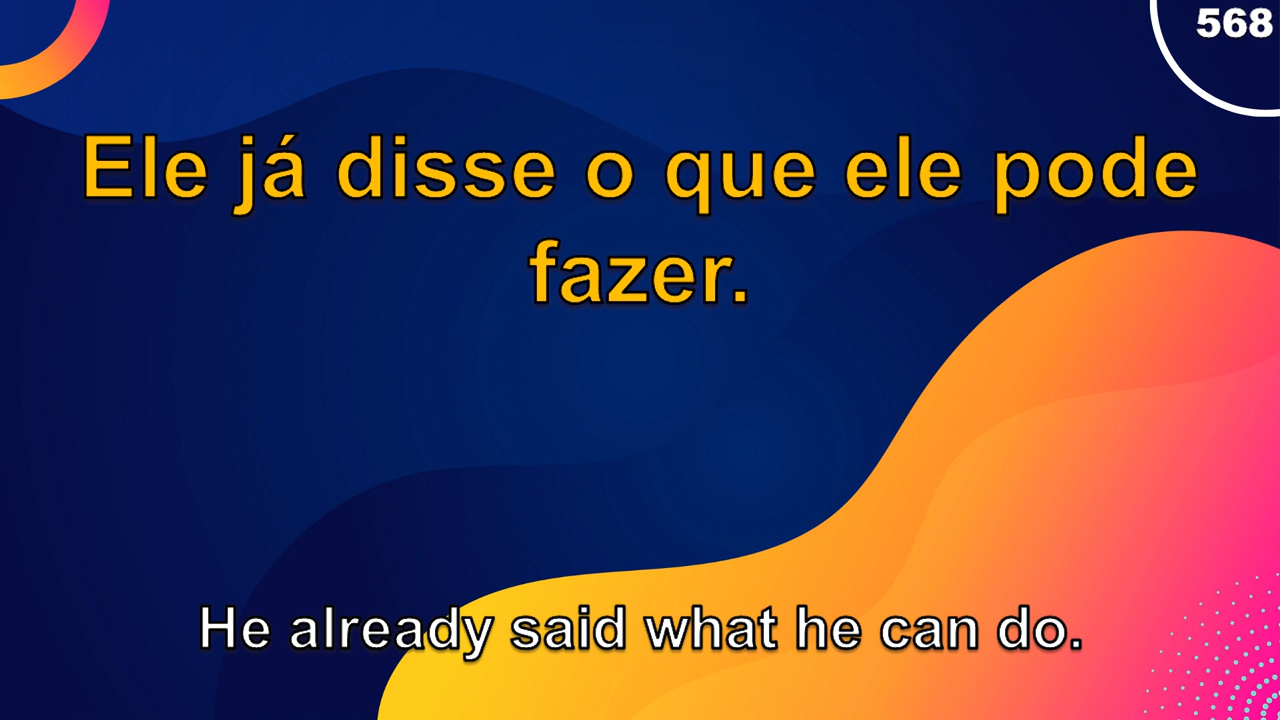 568
Ele já disse o que ele pode
fazer.
He already said what he can do.